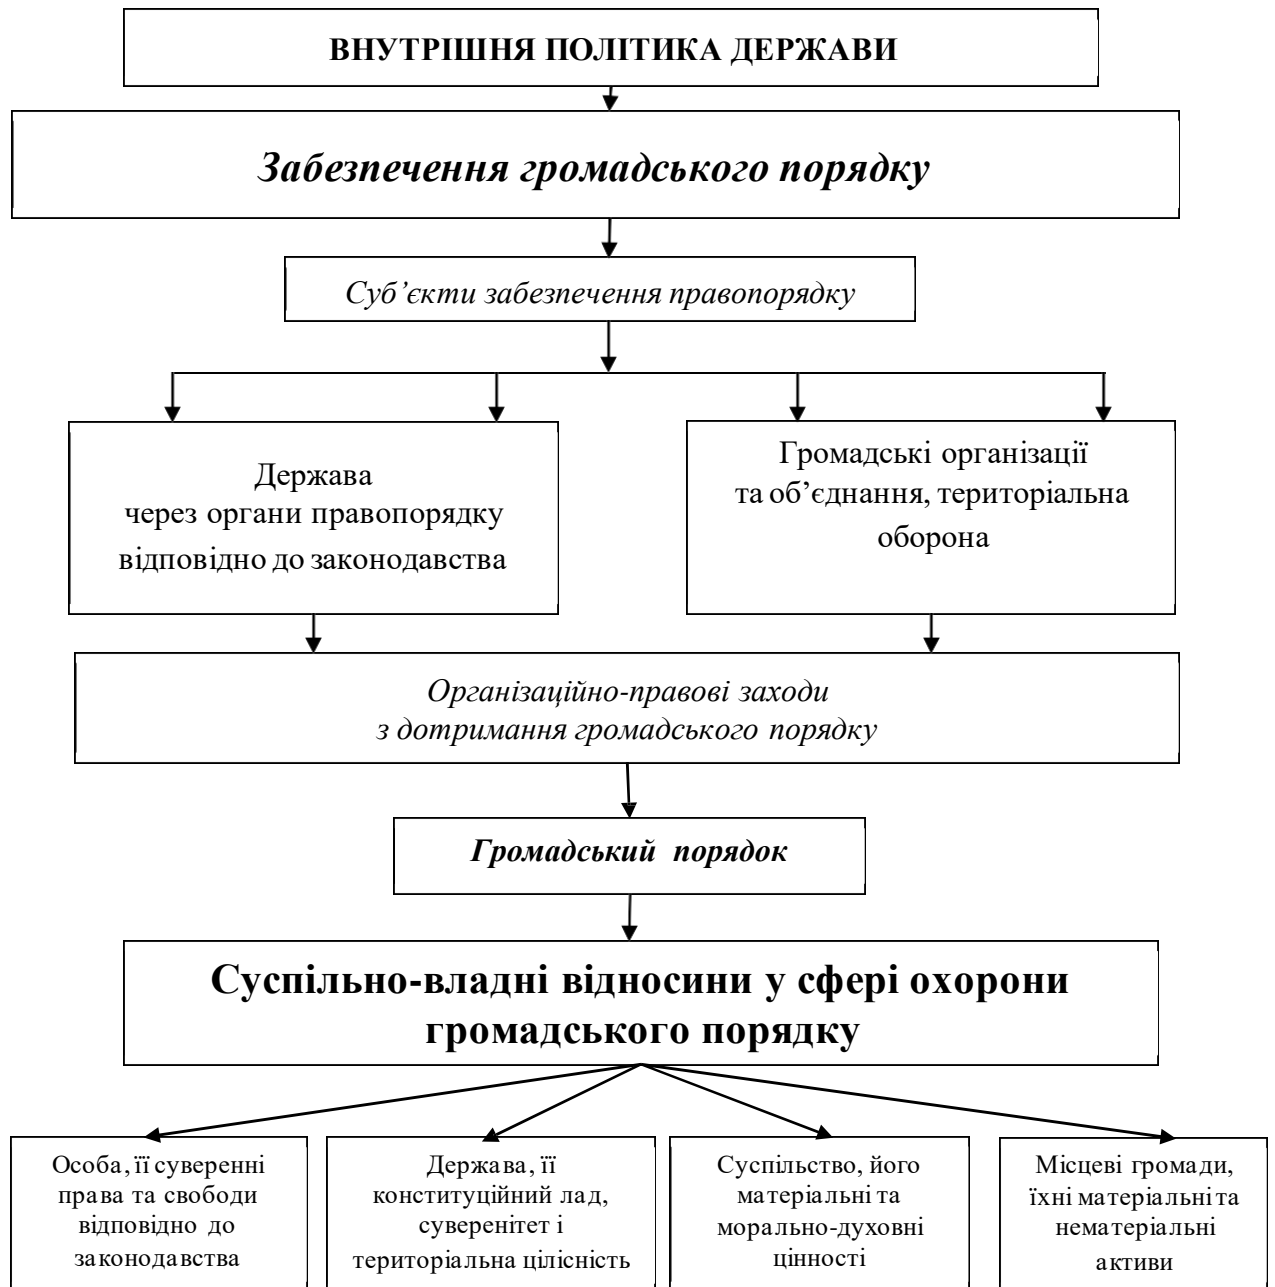 ВНУТРІШНЯ ПОЛІТИКА ДЕРЖАВИ
Забезпечення громадського порядку
Суб’єкти забезпечення правопорядку
Держава
через органи правопорядку
відповідно до законодавства
Громадські організації
та об’єднання, територіальна
оборона
Організаційно-правові заходи
з дотримання громадського порядку
Громадський порядок
Суспільно-владні відносини у сфері охорони
громадського порядку
Особа, її суверенні
права та свободи
відповідно до
законодавства
Держава, її
конституційний лад,
суверенітет і
територіальна цілісність
Суспільство, його
матеріальні та
морально-духовні
цінності
Місцеві громади,
їхні матеріальні та
нематеріальні
активи